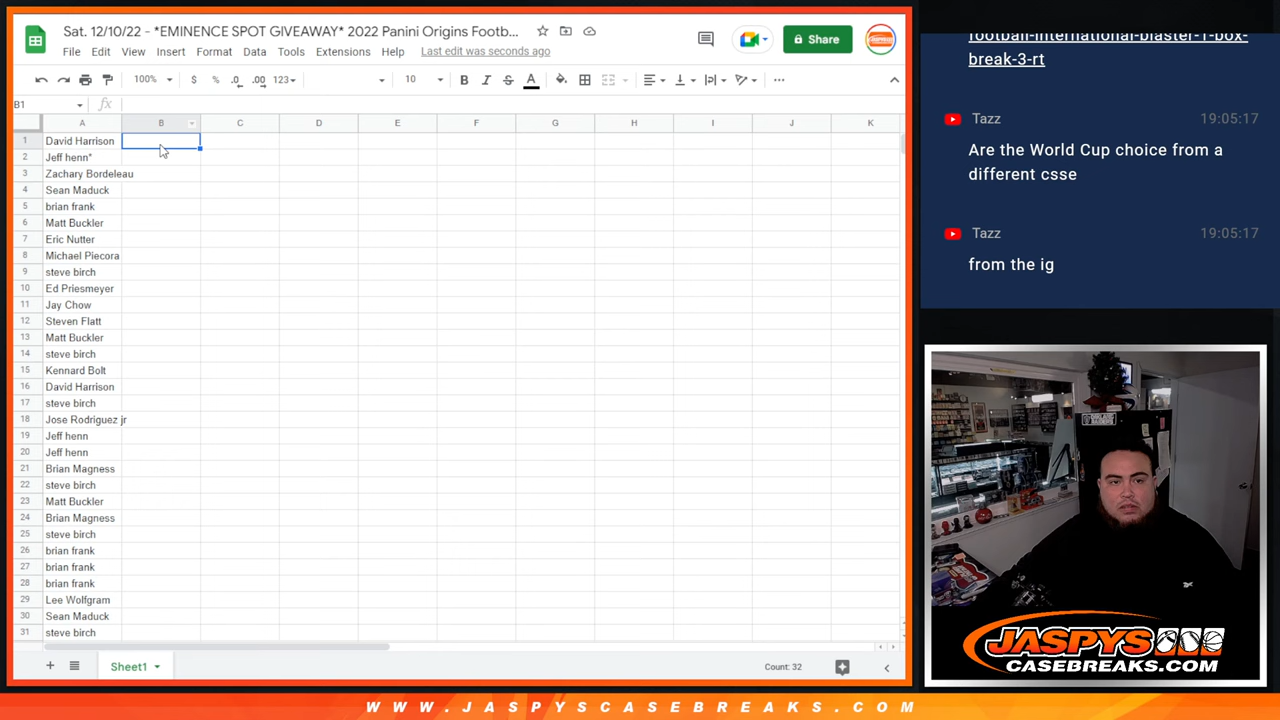 Sat. 12/10/22 - *EMINENCE SPOT GIVEAWAY* 2022 Panini Origins Footb...
File Edit View Insert Format Data Tools Extensions Help Last edit was seconds ago
Share
100% $ % .0 .00 123 10 B I S A
B1 fx
A B C D E F G H I J K
1 David Harrison
2 Jeff henn*
3 Zachary Bordeleau
4 Sean Maduck
5 brian frank
6 Matt Buckler
7 Eric Nutter
8 Michael Piecora
9 steve birch
10 Ed Priesmeyer
11 Jay Chow
12 Steven Flatt
13 Matt Buckler
14 steve birch
15 Kennard Bolt
16 David Harrison
17 steve birch
18 Jose Rodriguez jr
19 Jeff henn
20 Jeff henn
21 Brian Magness
22 steve birch
23 Matt Buckler
24 Brian Magness
25 steve birch
26 brian frank
27 brian frank
28 brian frank
29 Lee Wolfgram
30 Sean Maduck
31 steve birch
Sheet1
Count: 32
football-international-blaster-1-box-
break-3-rt
Tazz 19:05:17
Are the World Cup choice from a
different csse
Tazz 19:05:17
from the ig
JASPYS
CASEBREAKS.COM
WWW.JASPYSCASEBREAKS.COM